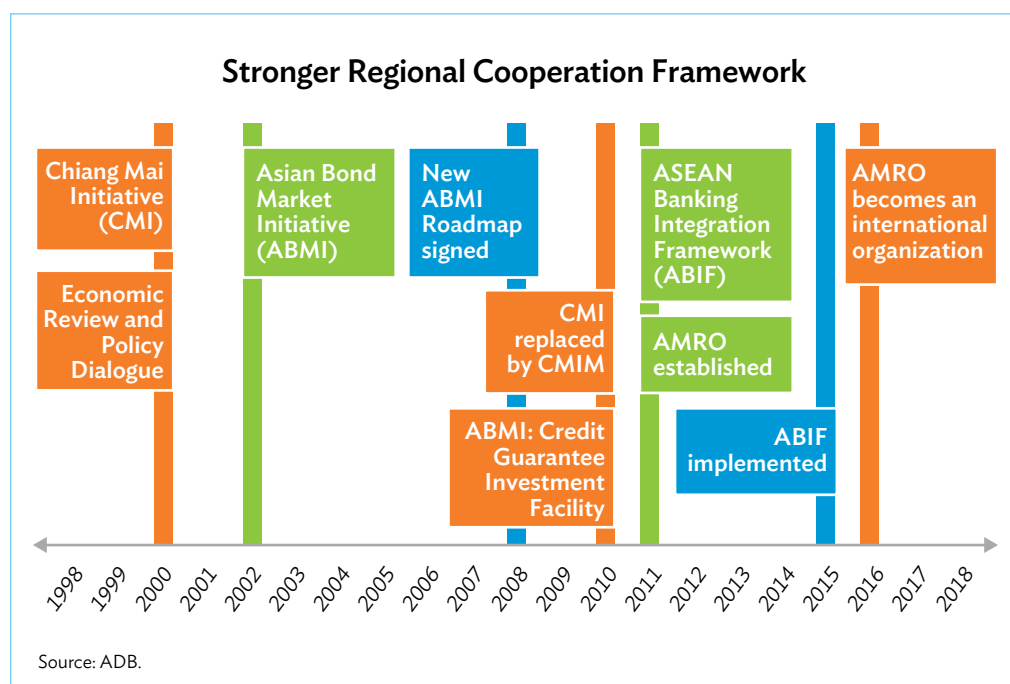 Stronger Regional Cooperation Framework
Chiang Mai
Initiative
(CMI)
Economic
Review and
Policy
Dialogue
Asian Bond
Market
Initiative
(ABMI)
New
ABMI
Roadmap
signed
CMI
replaced
by CMIM
ABMI: Credit
Guarantee
Investment
Facility
ASEAN
Banking
Integration
Framework
(ABIF)
AMRO
established
ABIF
implemented
AMRO
becomes an
international
organization
1998
1999
2000
2001
2002
2003
2004
2005
2006
2007
2008
2009
2010
2011
2012
2013
2014
2015
2016
2017
2018
Source: ADB.